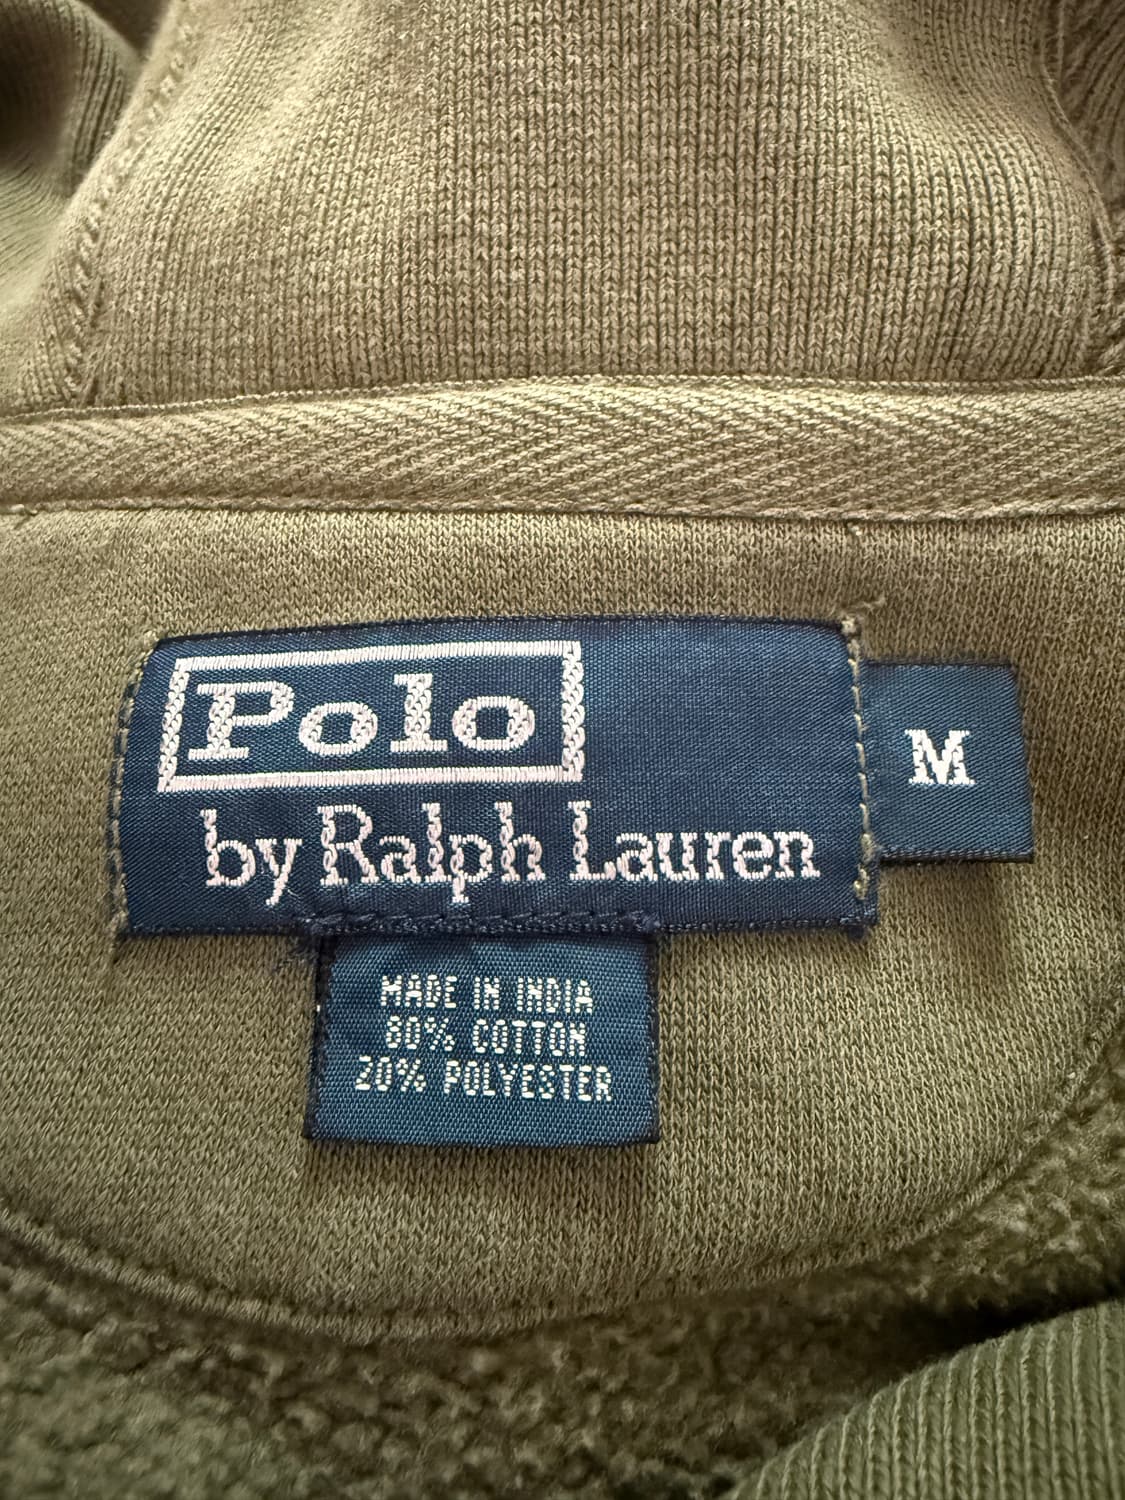 Polo
by Ralph Lauren
M
MADE IN INDIA
80% COTTON
20% POLYESTER